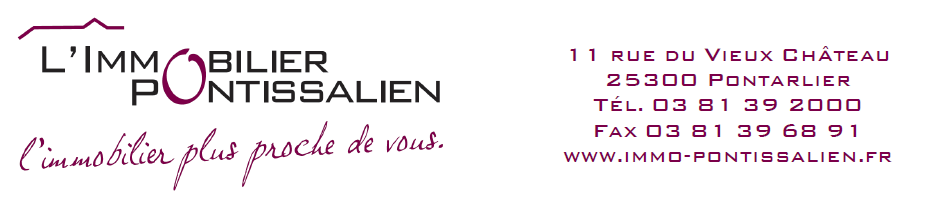 L'IMMOBILIER
PONTISSALIEN
l'immobilier plus proche de vous.
11 RUE DU VIEUX CHÂTEAU
25300 PONTARLIER
TÉL. 03 81 39 2000
FAX 03 81 39 68 91
WWW.IMMO-PONTISSALIEN.FR